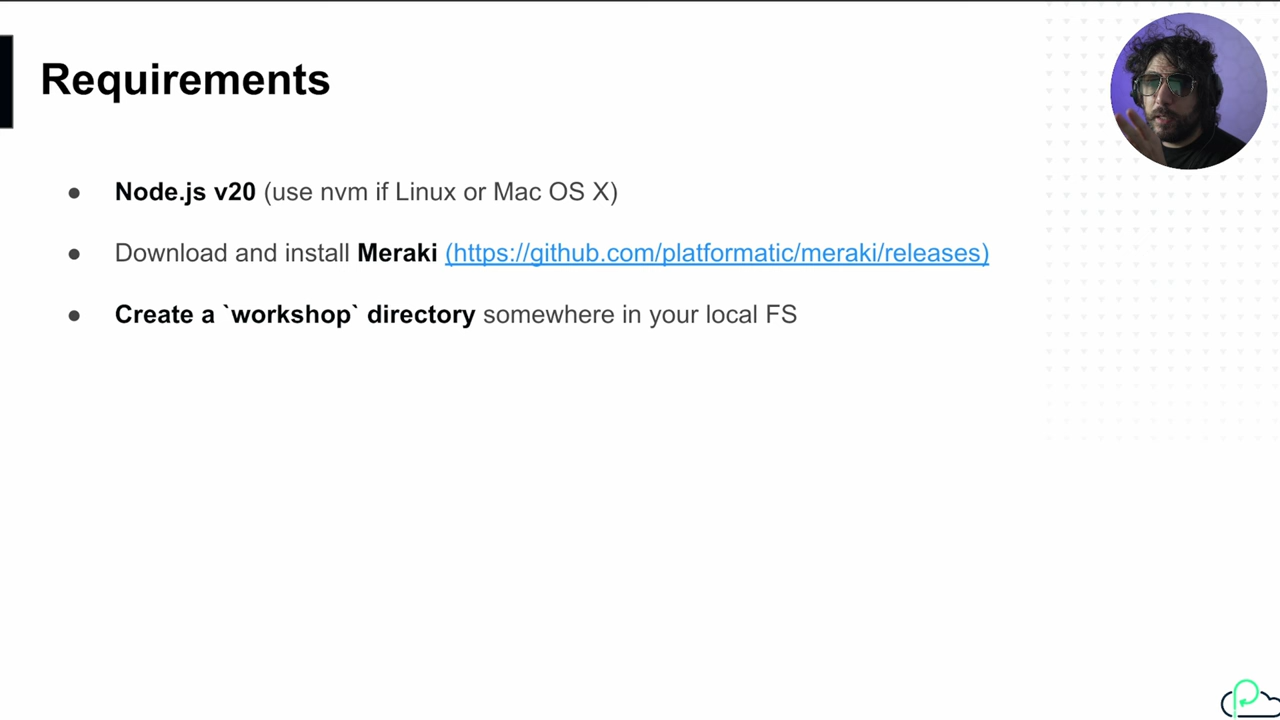 Requirements
● Node.js v20 (use nvm if Linux or Mac OS X)
● Download and install Meraki (https://github.com/platformatic/meraki/releases)
● Create a `workshop` directory somewhere in your local FS